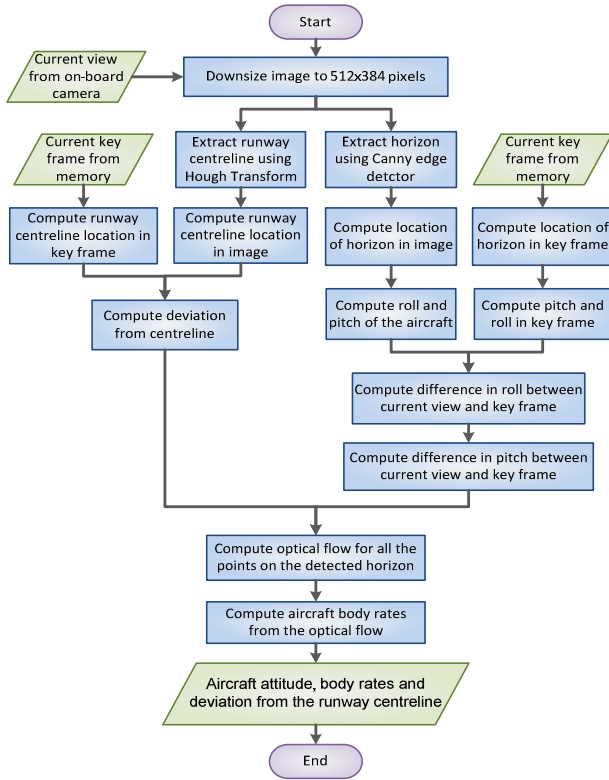 Start
Current view
from on-board
camera
Downsize image to 512x384 pixels
Current key
frame from
memory
Extract runway
centreline using
Hough Transform
Extract horizon
using Canny edge
detctor
Current key
frame from
memory
Compute runway
centreline location in
key frame
Compute runway
centreline location
in image
Compute location
of horizon in image
Compute location of
horizon in key frame
Compute deviation
from centreline
Compute roll and
pitch of the aircraft
Compute pitch and
roll in key frame
Compute difference in roll between
current view and key frame
Compute difference in pitch between
current view and key frame
Compute optical flow for all the
points on the detected horizon
Compute aircraft body rates
from the optical flow
Aircraft attitude, body rates and
deviation from the runway centreline
End